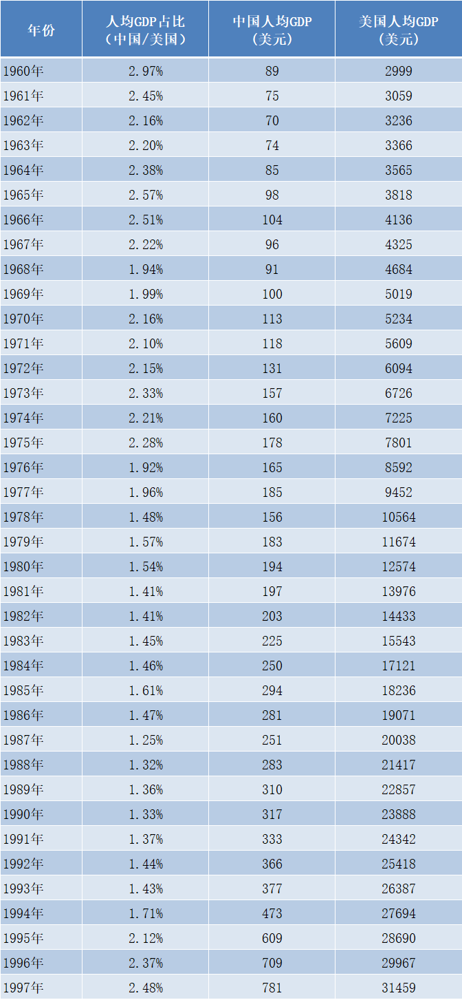 年份 人均GDP占比 中国人均GDP 美国人均GDP
（中国/美国） (美元) (美元)
1960年 2.97% 89 2999
1961年 2.45% 75 3059
1962年 2.16% 70 3236
1963年 2.20% 74 3366
1964年 2.38% 85 3565
1965年 2.57% 98 3818
1966年 2.51% 104 4136
1967年 2.22% 96 4325
1968年 1.94% 91 4684
1969年 1.99% 100 5019
1970年 2.16% 113 5234
1971年 2.10% 118 5609
1972年 2.15% 131 6094
1973年 2.33% 157 6726
1974年 2.21% 160 7225
1975年 2.28% 178 7801
1976年 1.92% 165 8592
1977年 1.96% 185 9452
1978年 1.48% 156 10564
1979年 1.57% 183 11674
1980年 1.54% 194 12574
1981年 1.41% 197 13976
1982年 1.41% 203 14433
1983年 1.45% 225 15543
1984年 1.46% 250 17121
1985年 1.61% 294 18236
1986年 1.47% 281 19071
1987年 1.25% 251 20038
1988年 1.32% 283 21417
1989年 1.36% 310 22857
1990年 1.33% 317 23888
1991年 1.37% 333 24342
1992年 1.44% 366 25418
1993年 1.43% 377 26387
1994年 1.71% 473 27694
1995年 2.12% 609 28690
1996年 2.37% 709 29967
1997年 2.48% 781 31459